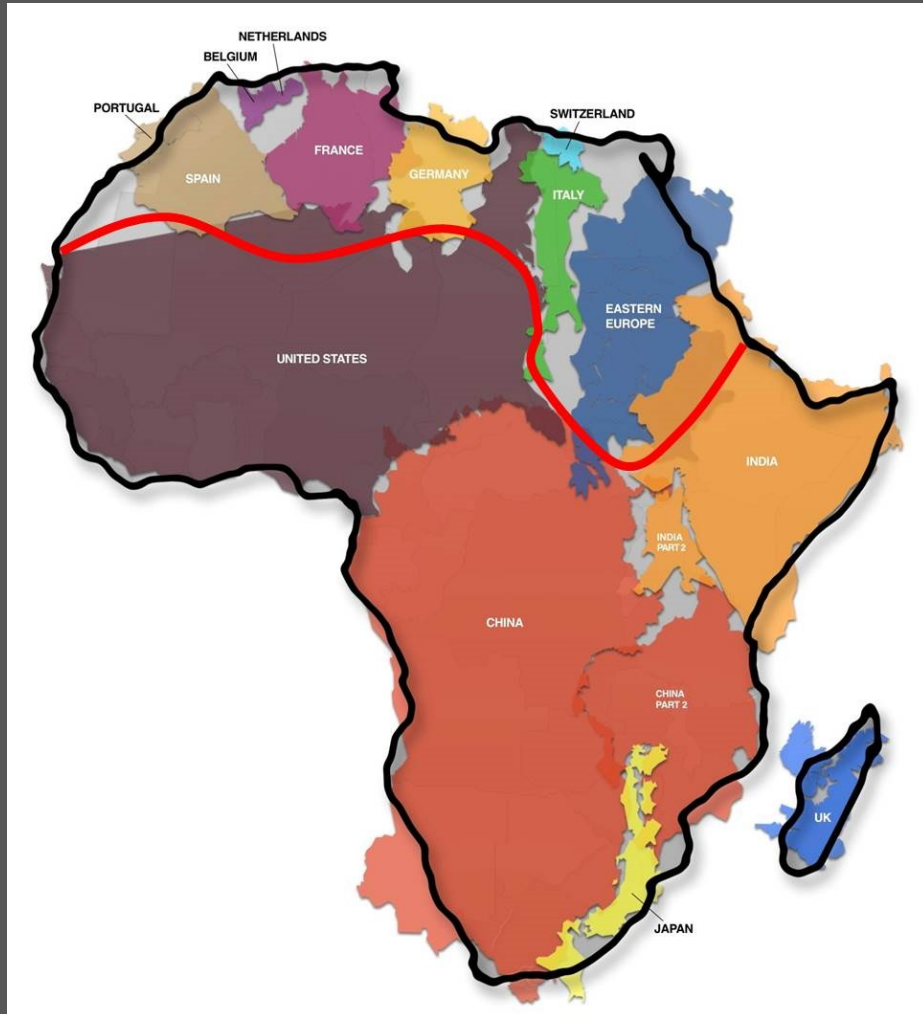 NETHERLANDS
BELGIUM
PORTUGAL
SWITZERLAND
FRANCE
GERMANY
SPAIN
ITALY
EASTERN
EUROPE
UNITED STATES
INDIA
INDIA
PART 2
CHINA
CHINA
PART 2
UK
JAPAN